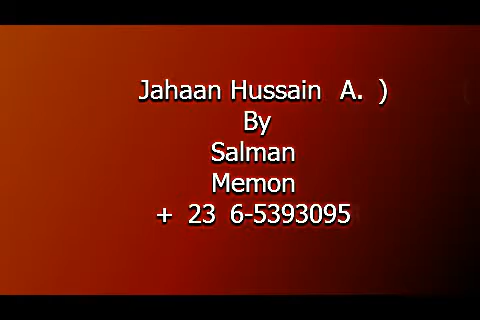 Jahaan Hussain A. )
By
Salman
Memon
+ 23 6-5393095